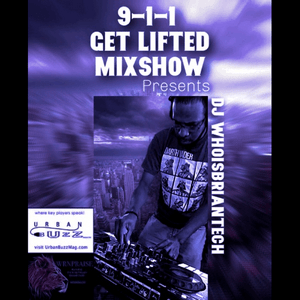 9-1-1
GET LIFTED
MIXSHOW
Presents
DJ WHOISBRIANTECH
where key players speak!
URBAN
BUZZ
visit UrbanBuzzMag.com